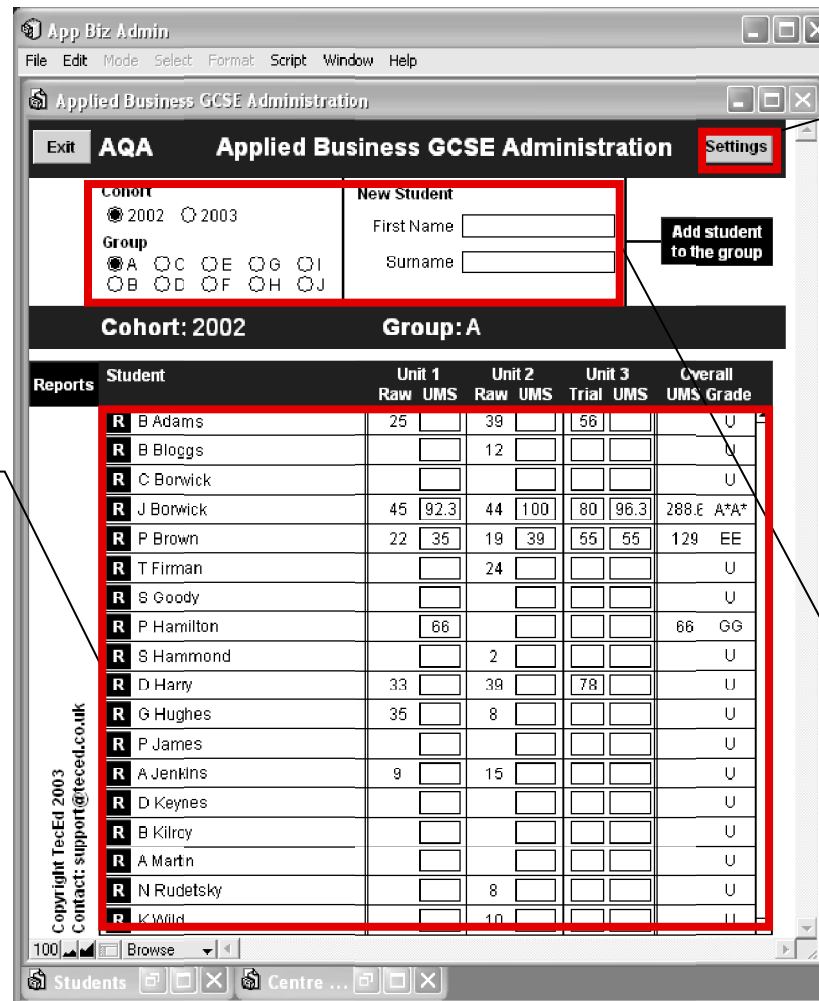 App Biz Admin
File Edit Mode Select Format Script Window Help
Applied Business GCSE Administration
Exit AQA Applied Business GCSE Administration Settings
Cohort New Student
2002 2003 First Name
Group Surname
A C E G I
B D F H J
Add student
to the group
Cohort: 2002 Group: A
Reports Student Unit 1 Unit 2 Unit 3 Overall
Raw UMS Raw UMS Trial UMS UMS Grade
R B Adams 25 39 56 U
R B Bloggs 12 U
R C Borwick U
R J Borwick 45 92.3 44 100 80 96.3 288.6 A*A*
R P Brown 22 35 19 39 55 55 129 EE
R T Firman 24 U
R S Goody U
R P Hamilton 66 66 GG
R S Hammond 2 U
R D Harry 33 39 78 U
R G Hughes 35 8 U
R P James U
R A Jenkins 9 15 U
R D Keynes U
R B Kilroy U
R A Martin U
R N Rudetsky 8 U
R K Wild 10 U
Copyright TecEd 2003
Contact: support@teced.co.uk
100 Browse
Students Centre ...